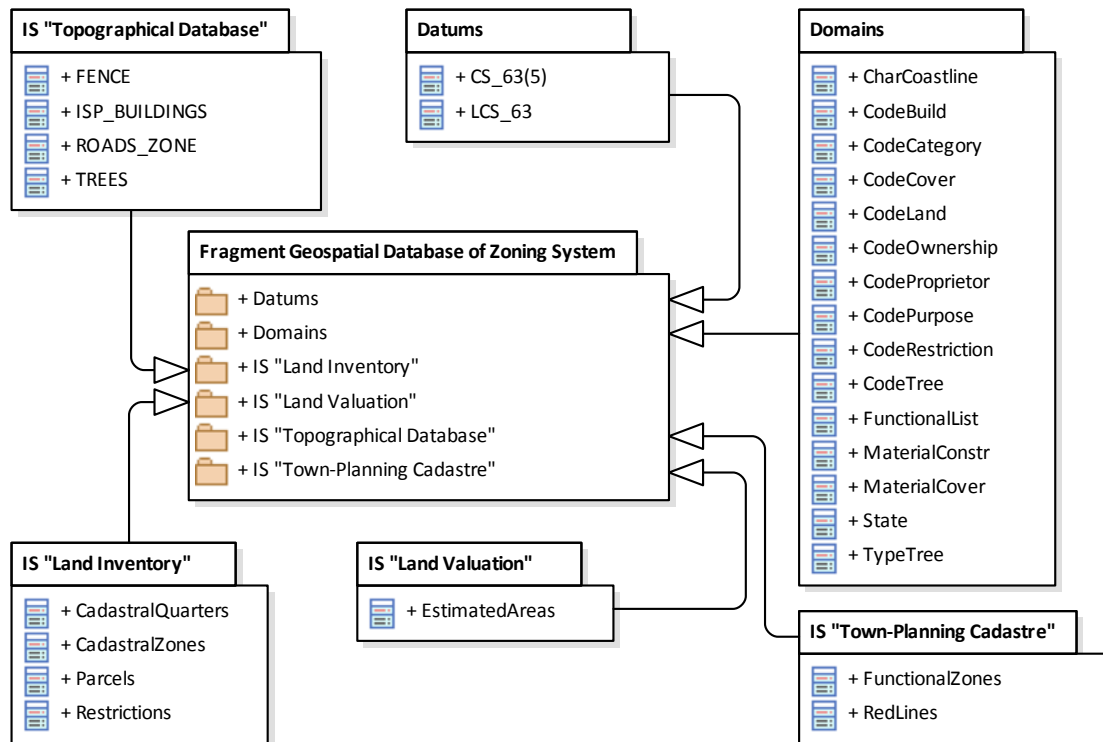 IS "Topographical Database"
+ FENCE
+ ISP_BUILDINGS
+ ROADS_ZONE
+ TREES
Datums
+ CS_63(5)
+ LCS_63
Domains
+ CharCoastline
+ CodeBuild
+ CodeCategory
+ CodeCover
+ CodeLand
+ CodeOwnership
+ CodeProprietor
+ CodePurpose
+ CodeRestriction
+ CodeTree
+ FunctionalList
+ MaterialConstr
+ MaterialCover
+ State
+ TypeTree
Fragment Geospatial Database of Zoning System
+ Datums
+ Domains
+ IS "Land Inventory"
+ IS "Land Valuation"
+ IS "Topographical Database"
+ IS "Town-Planning Cadastre"
IS "Land Inventory"
+ CadastralQuarters
+ CadastralZones
+ Parcels
+ Restrictions
IS "Land Valuation"
+ EstimatedAreas
IS "Town-Planning Cadastre"
+ FunctionalZones
+ RedLines